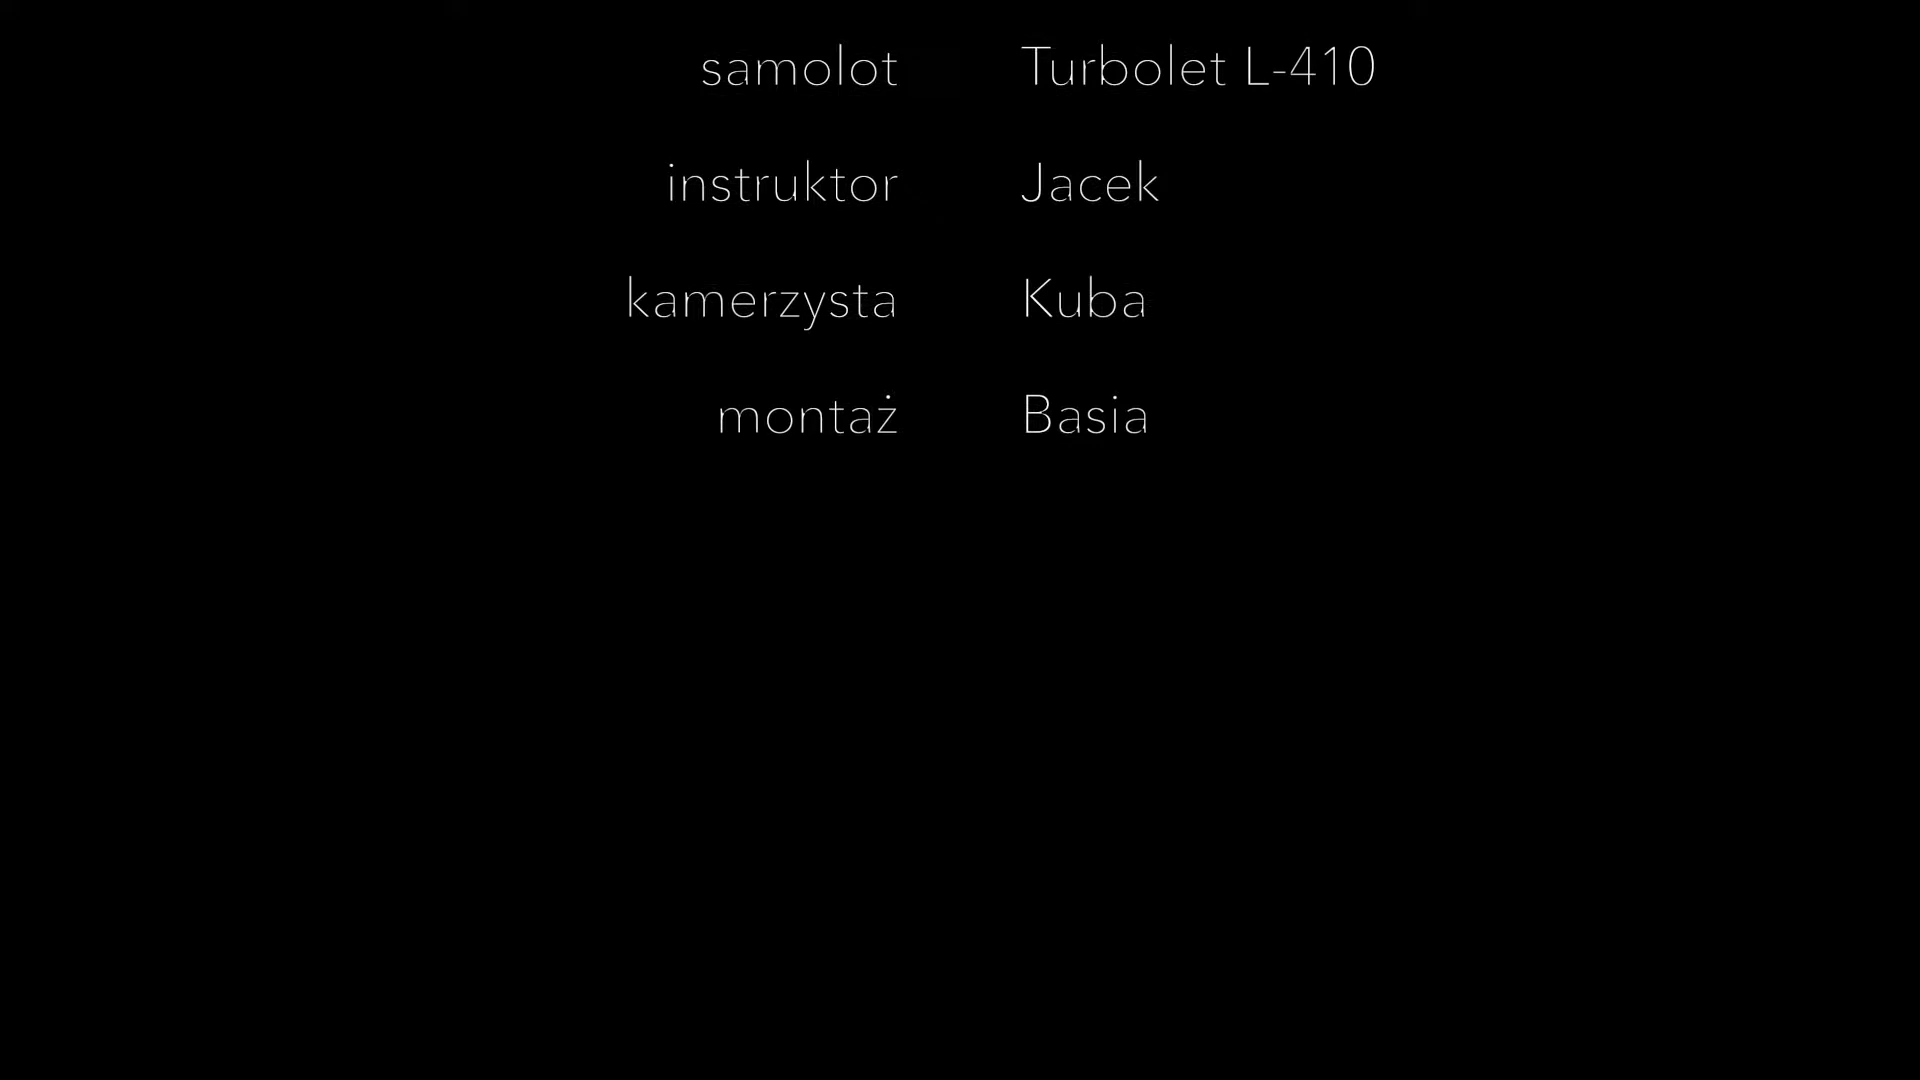 samolot Turbolet L-410
instruktor Jacek
kamerzysta Kuba
montaż Basia